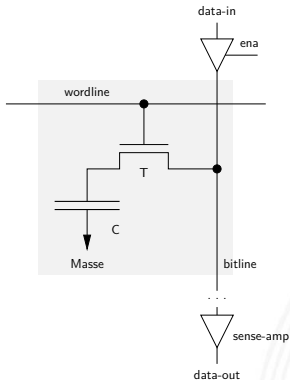 data-in
ena
wordline
T
C
Masse
bitline
. . .
sense-amp
data-out